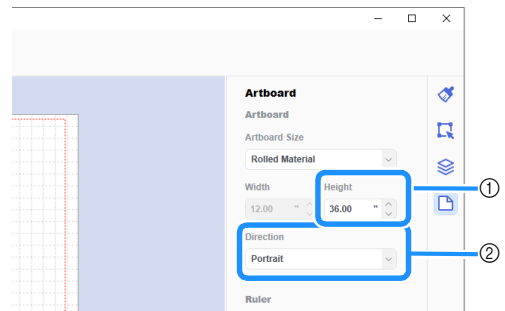 Artboard
Artboard
Artboard Size
Rolled Material
Width Height
12.00 " 36.00 "
①
Direction
Portrait
②
Ruler